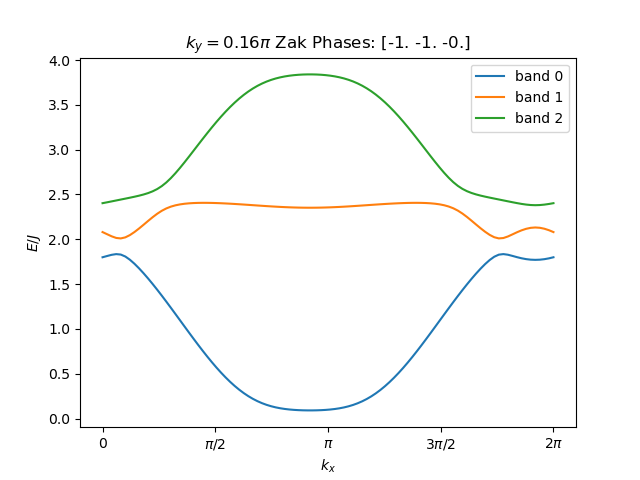 k_y = 0.16π Zak Phases: [-1. -1. -0.]
4.0
3.5
3.0
2.5
2.0
1.5
1.0
0.5
0.0
E/J
band 0
band 1
band 2
0 π/2 π 3π/2 2π
k_x